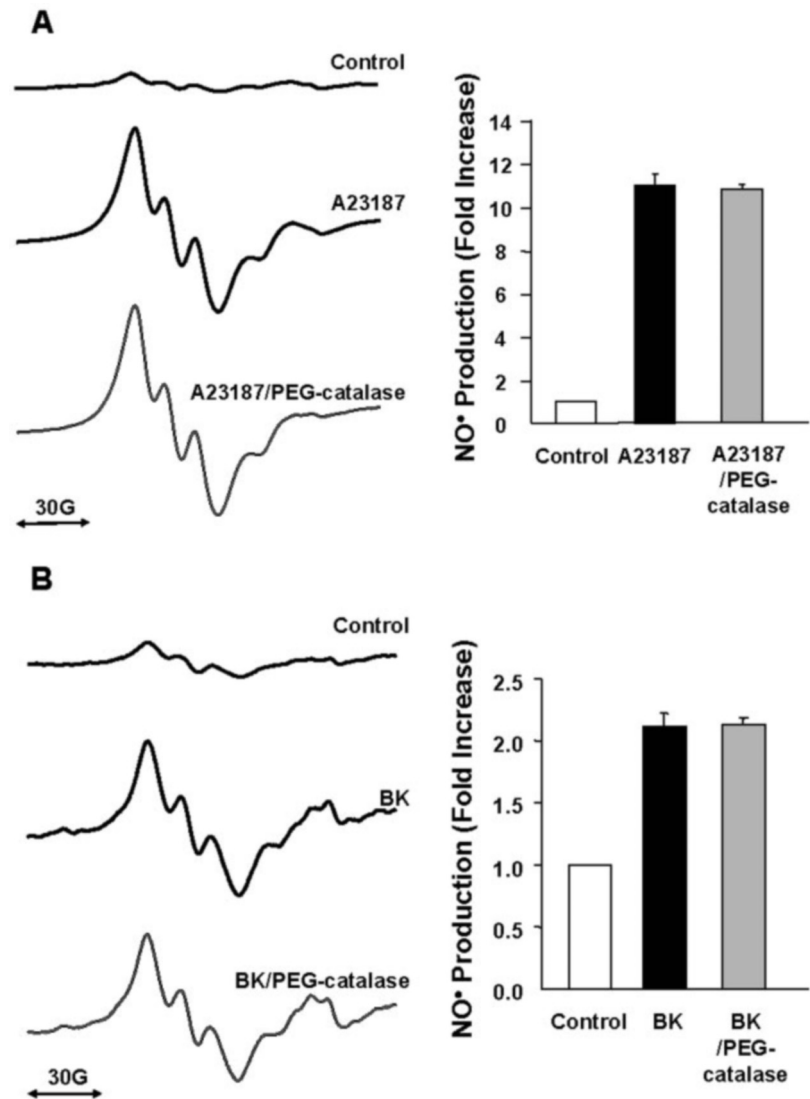 A
Control
A23187
A23187/PEG-catalase
30G
NO• Production (Fold Increase)
14
12
10
8
6
4
2
0
Control
A23187
A23187
/PEG-
catalase
B
Control
BK
BK/PEG-catalase
30G
NO• Production (Fold Increase)
2.5
2.0
1.5
1.0
0.5
0.0
Control
BK
BK
/PEG-
catalase